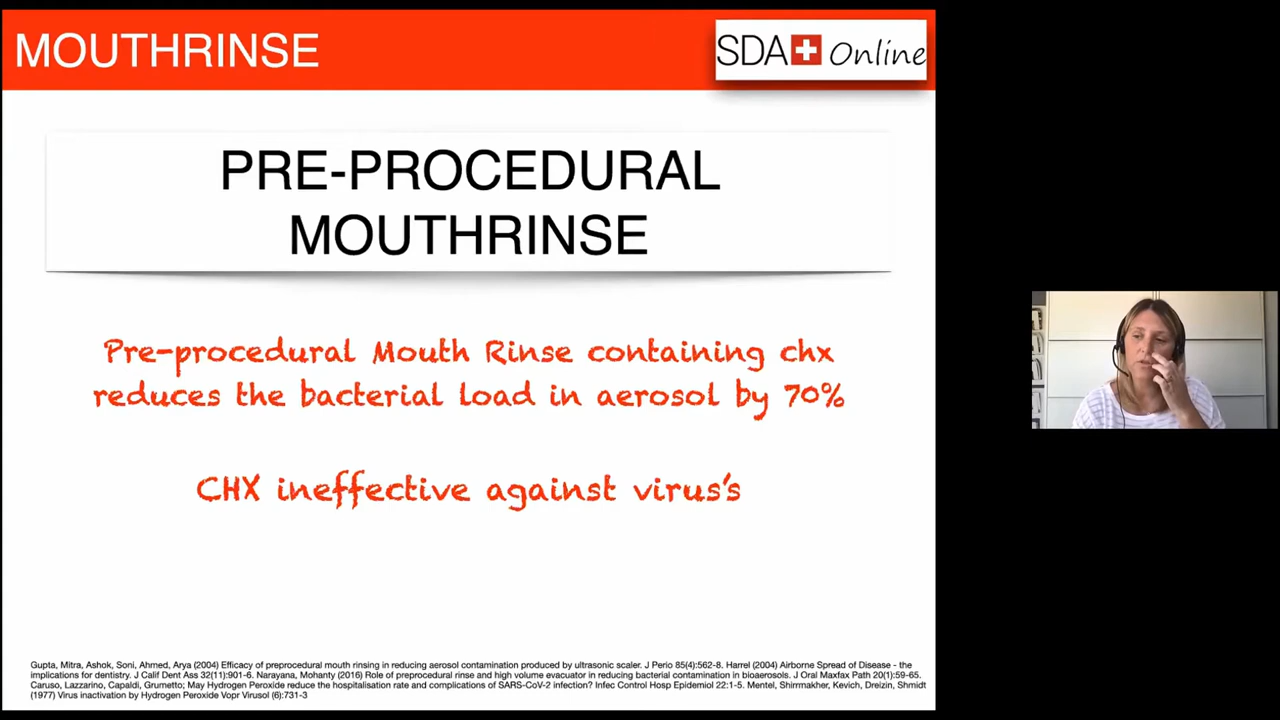 MOUTHRINSE
SDA Online
PRE-PROCEDURAL
MOUTHRINSE
Pre-procedural Mouth Rinse containing chx
reduces the bacterial load in aerosol by 70%
CHX ineffective against virus's
Gupta, Mitra, Ashok, Soni, Ahmed, Arya (2004) Efficacy of preprocedural mouth rinsing in reducing aerosol contamination produced by ultrasonic scaler. J Perio 85(4):562-8. Harrel (2004) Airborne Spread of Disease - the
implications for dentistry. J Calif Dent Ass 32(11):901-6. Narayana, Mohanty (2016) Role of preprocedural rinse and high volume evacuator in reducing bacterial contamination in bioaerosols. J Oral Maxfax Path 20(1):59-65.
Caruso, Lazzarino, Capaldi, Grumetto; May Hydrogen Peroxide reduce the hospitalisation rate and complications of SARS-CoV-2 infection? Infec Control Hosp Epidemiol 22:1-5. Mentel, Shirrmakher, Kevich, Dreizin, Shmidt
(1977) Virus inactivation by Hydrogen Peroxide Vopr Virusol (6):731-3